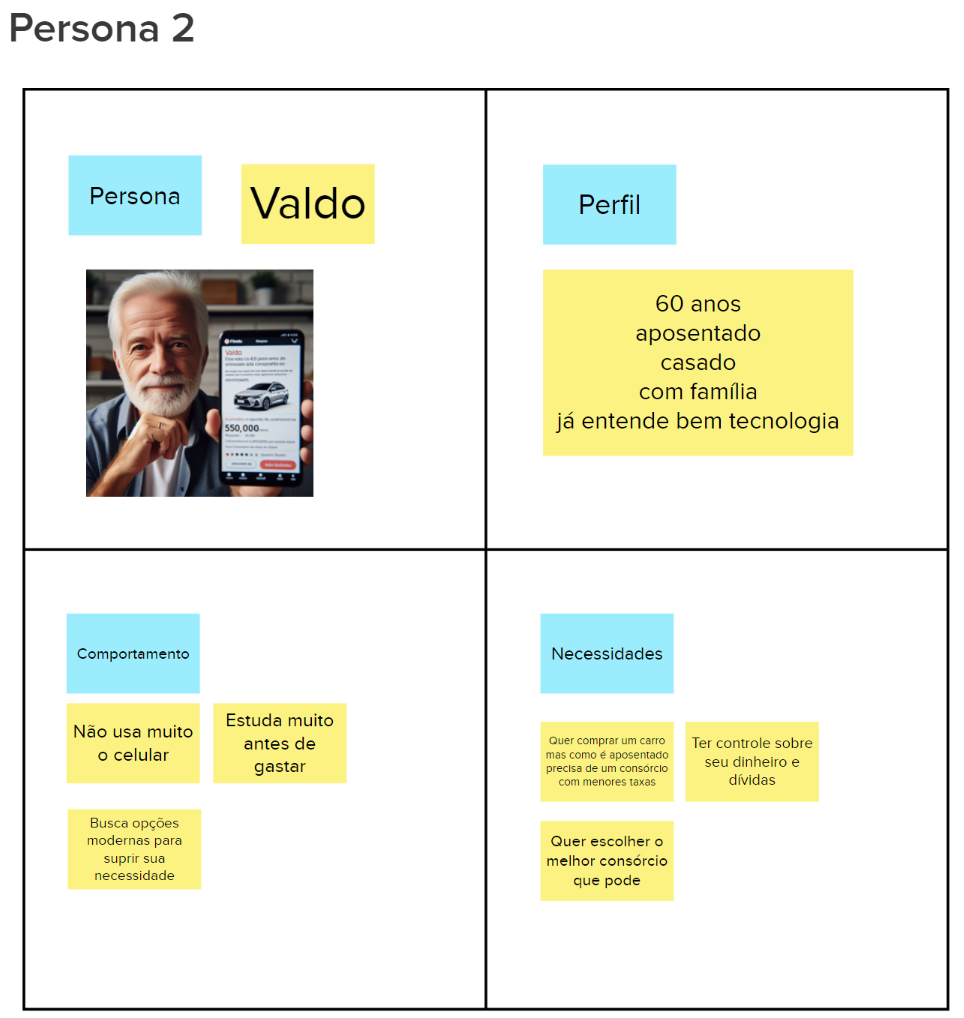 Persona 2
Persona
Valdo
Perfil
60 anos
aposentado
casado
com família
já entende bem tecnologia
Valdo
550,000
Comportamento
Não usa muito
o celular
Estuda muito
antes de
gastar
Busca opções
modernas para
suprir sua
necessidade
Necessidades
Quer comprar um carro
mas como é aposentado
precisa de um consórcio
com menores taxas
Ter controle sobre
seu dinheiro e
dívidas
Quer escolher o
melhor consórcio
que pode